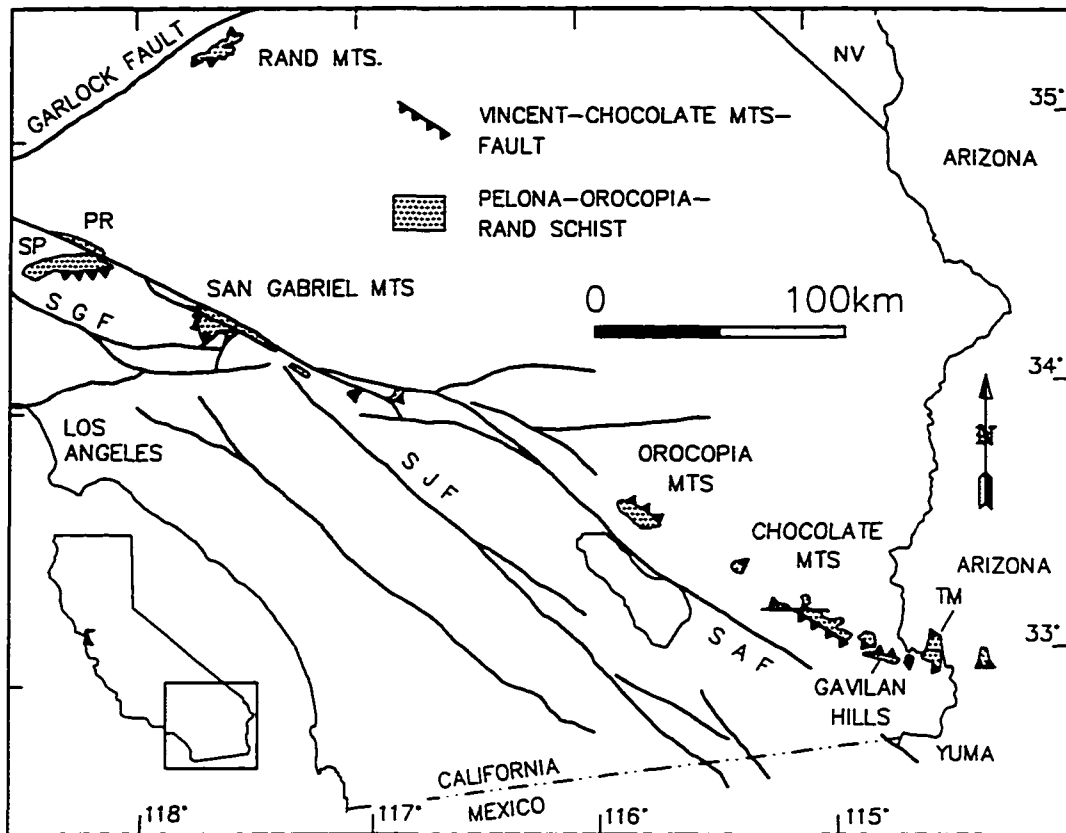 GARLOCK FAULT
RAND MTS.
NV
35°
VINCENT–CHOCOLATE MTS–
FAULT
ARIZONA
PELONA–OROCOPIA–
RAND SCHIST
PR
SP
SAN GABRIEL MTS
0 100km
S G F
34°
N
LOS
ANGELES
OROCOPIA
MTS
S J F
CHOCOLATE
MTS
ARIZONA
TM
33°
S A F
GAVILAN
HILLS
YUMA
CALIFORNIA
MEXICO
118° 117° 116° 115°